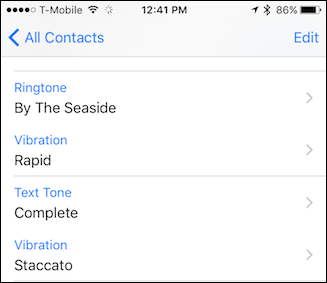 T-Mobile 12:41 PM 86%
All Contacts Edit
Ringtone
By The Seaside
Vibration
Rapid
Text Tone
Complete
Vibration
Staccato